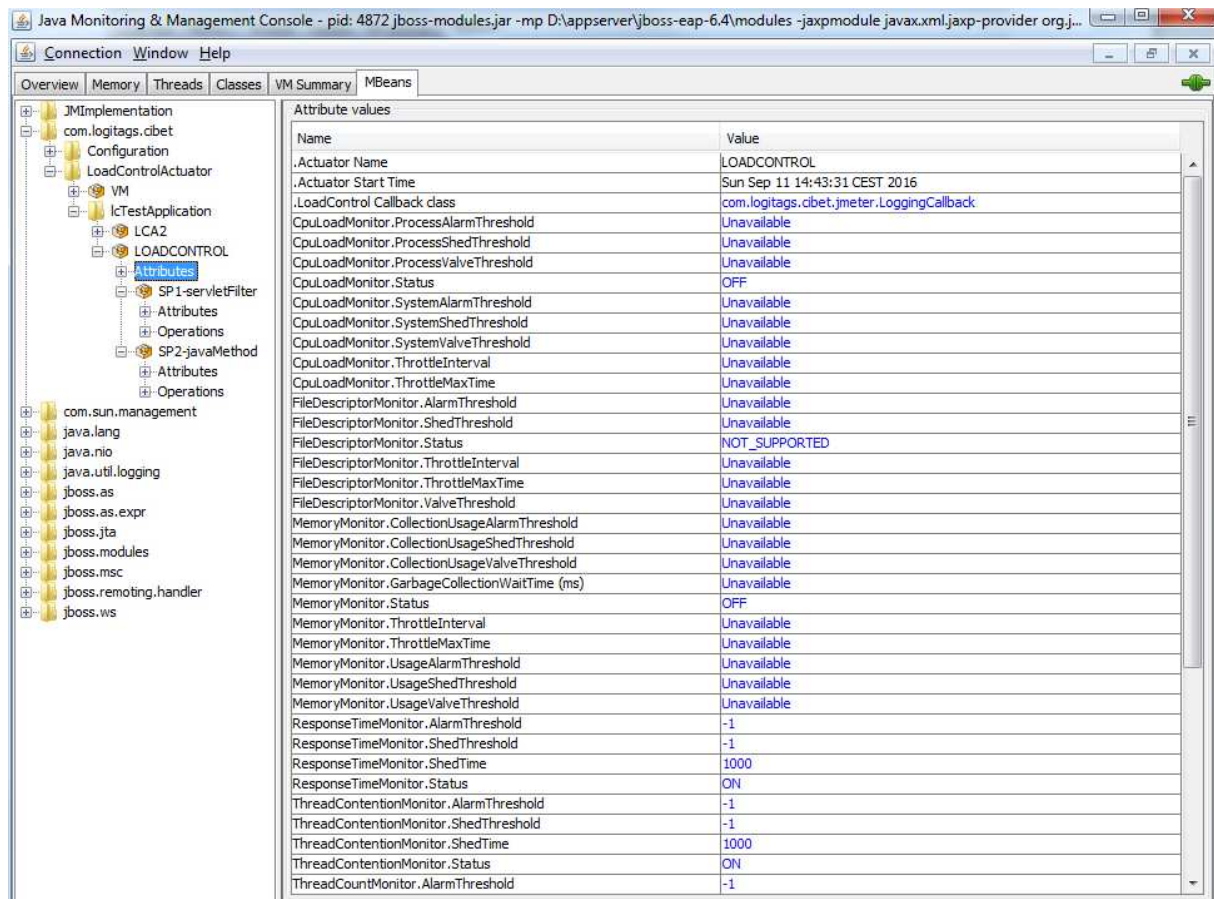 Java Monitoring & Management Console - pid: 4872 jboss-modules.jar -mp D:\appserver\jboss-eap-6.4\modules -jaxpmodule javax.xml.jaxp-provider org.j...
Connection Window Help
Overview Memory Threads Classes VM Summary MBeans
JMImplementation
com.logitags.cibet
Configuration
LoadControlActuator
VM
lcTestApplication
LCA2
LOADCONTROL
Attributes
SP1-servletFilter
Attributes
Operations
SP2-javaMethod
Attributes
Operations
com.sun.management
java.lang
java.nio
java.util.logging
jboss.as
jboss.as.expr
jboss.jta
jboss.modules
jboss.msc
jboss.remoting.handler
jboss.ws
Attribute values
Name Value
.Actuator Name LOADCONTROL
.Actuator Start Time Sun Sep 11 14:43:31 CEST 2016
.LoadControl Callback class com.logitags.cibet.jmeter.LoggingCallback
CpuLoadMonitor.ProcessAlarmThreshold Unavailable
CpuLoadMonitor.ProcessShedThreshold Unavailable
CpuLoadMonitor.ProcessValveThreshold Unavailable
CpuLoadMonitor.Status OFF
CpuLoadMonitor.SystemAlarmThreshold Unavailable
CpuLoadMonitor.SystemShedThreshold Unavailable
CpuLoadMonitor.SystemValveThreshold Unavailable
CpuLoadMonitor.ThrottleInterval Unavailable
CpuLoadMonitor.ThrottleMaxTime Unavailable
FileDescriptorMonitor.AlarmThreshold Unavailable
FileDescriptorMonitor.ShedThreshold Unavailable
FileDescriptorMonitor.Status NOT_SUPPORTED
FileDescriptorMonitor.ThrottleInterval Unavailable
FileDescriptorMonitor.ThrottleMaxTime Unavailable
FileDescriptorMonitor.ValveThreshold Unavailable
MemoryMonitor.CollectionUsageAlarmThreshold Unavailable
MemoryMonitor.CollectionUsageShedThreshold Unavailable
MemoryMonitor.CollectionUsageValveThreshold Unavailable
MemoryMonitor.GarbageCollectionWaitTime (ms) Unavailable
MemoryMonitor.Status OFF
MemoryMonitor.ThrottleInterval Unavailable
MemoryMonitor.ThrottleMaxTime Unavailable
MemoryMonitor.UsageAlarmThreshold Unavailable
MemoryMonitor.UsageShedThreshold Unavailable
MemoryMonitor.UsageValveThreshold Unavailable
ResponseTimeMonitor.AlarmThreshold -1
ResponseTimeMonitor.ShedThreshold -1
ResponseTimeMonitor.ShedTime 1000
ResponseTimeMonitor.Status ON
ThreadContentionMonitor.AlarmThreshold -1
ThreadContentionMonitor.ShedThreshold -1
ThreadContentionMonitor.ShedTime 1000
ThreadContentionMonitor.Status ON
ThreadCountMonitor.AlarmThreshold -1